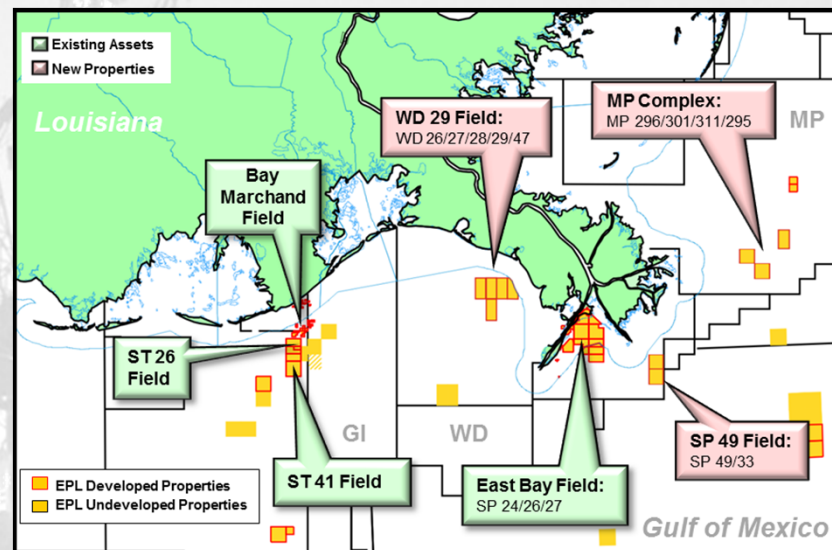 Existing Assets
New Properties
Louisiana
WD 29 Field:
WD 26/27/28/29/47
MP Complex:
MP 296/301/311/295
MP
Bay
Marchand
Field
ST 26
Field
GI
WD
ST 41 Field
East Bay Field:
SP 24/26/27
SP 49 Field:
SP 49/33
EPL Developed Properties
EPL Undeveloped Properties
Gulf of Mexico